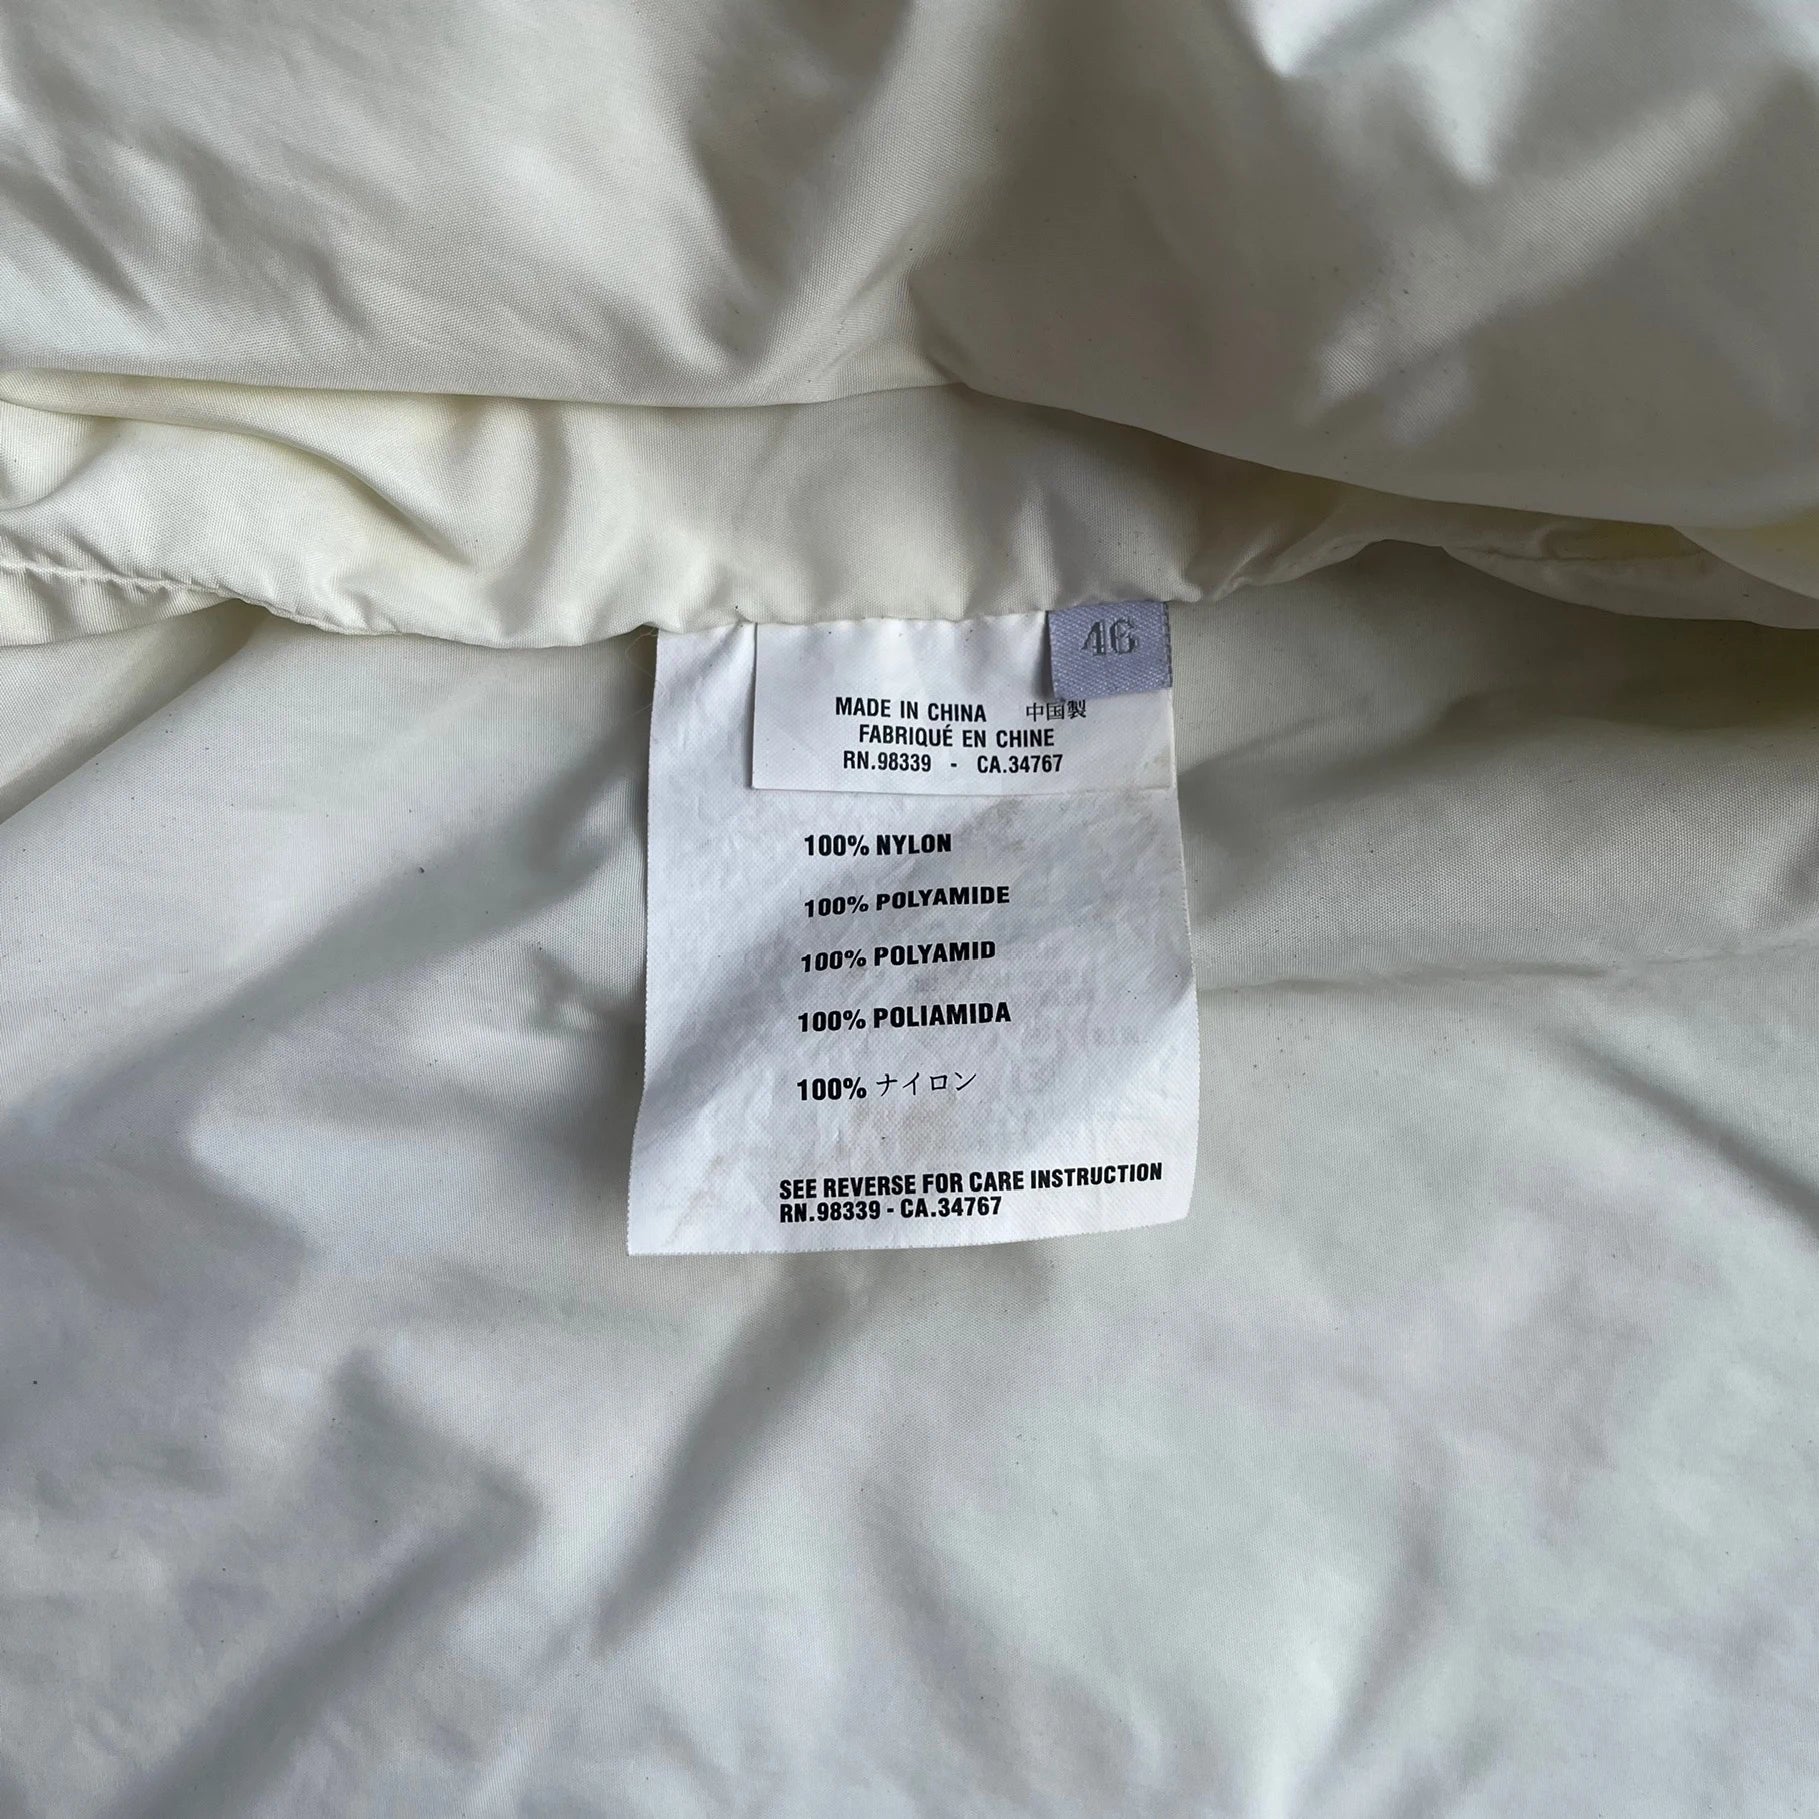 46
MADE IN CHINA 中国製
FABRIQUÉ EN CHINE
RN.98339 - CA.34767
100% NYLON
100% POLYAMIDE
100% POLYAMID
100% POLIAMIDA
100% ナイロン
SEE REVERSE FOR CARE INSTRUCTION
RN.98339 - CA.34767